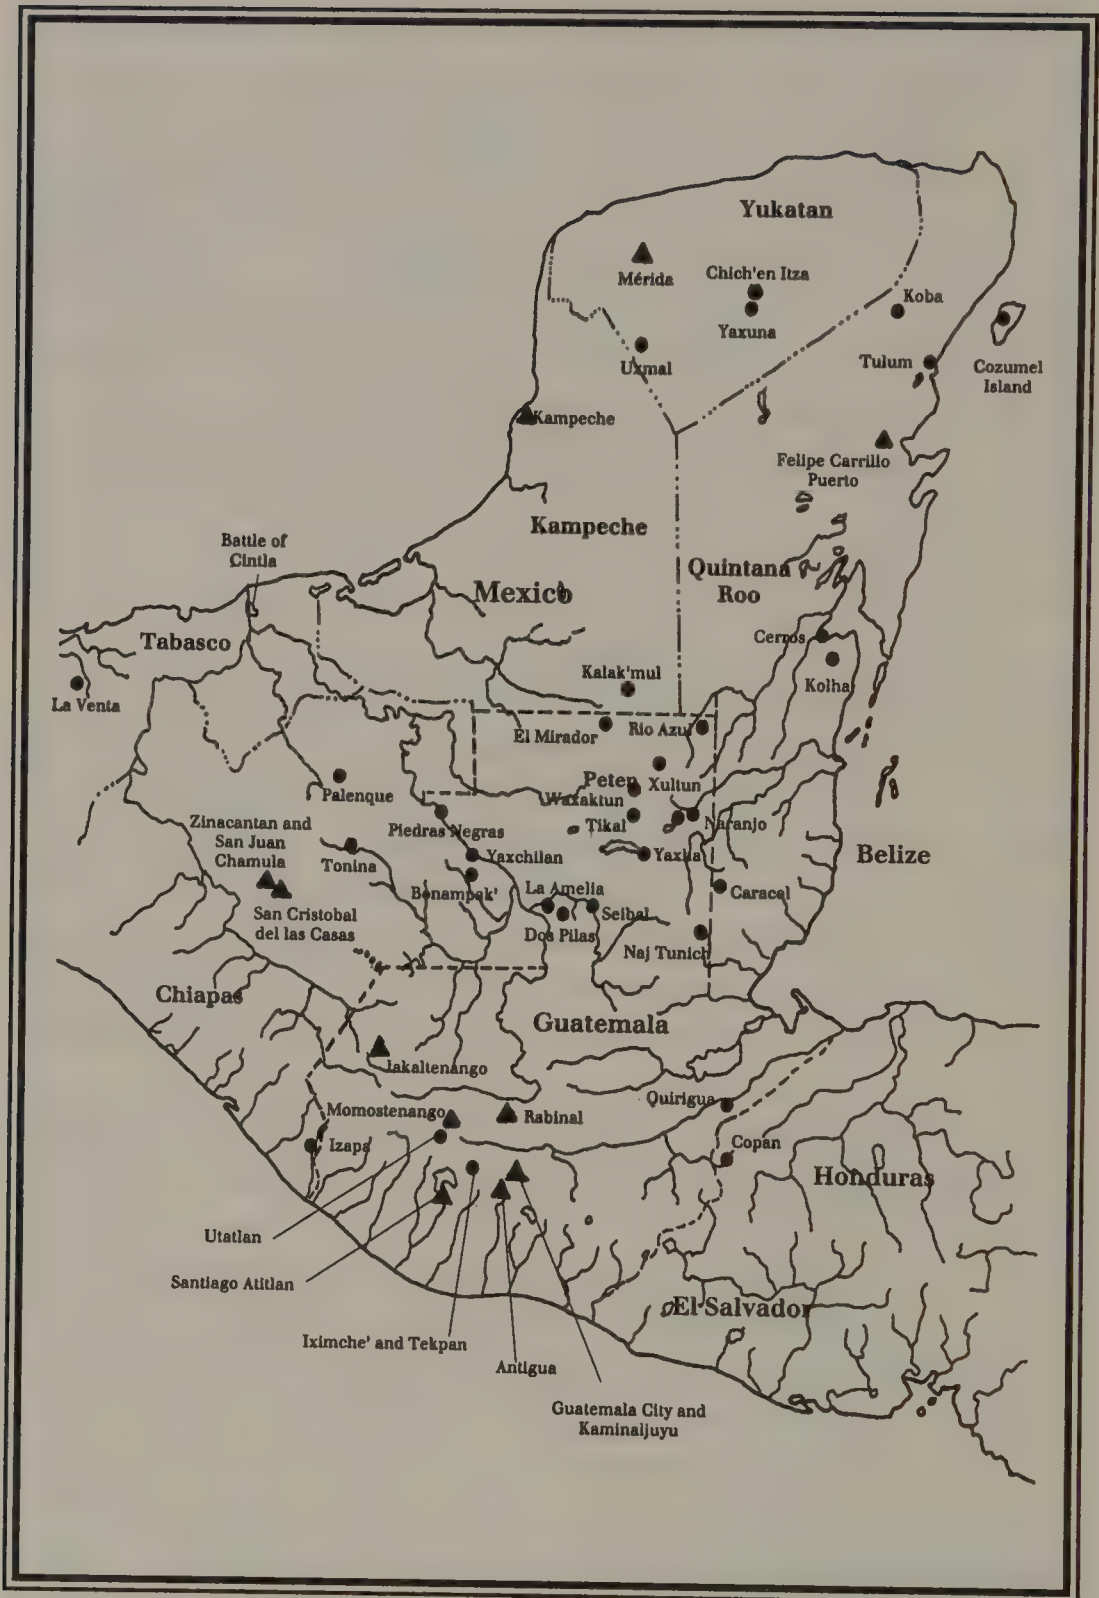 Yukatan
Mérida
Chich'en Itza
Koba
Yaxuna
Uxmal
Tulum
Cozumel
Island
Kampeche
Felipe Carrillo
Puerto
Kampeche
Battle of
Cintla
Quintana
Roo
Mexico
Tabasco
Cerros
Kalak'mul
Kolha
La Venta
El Mirador
Rio Azul
Peten
Xultun
Palenque
Waxaktun
Zinacantan and
San Juan
Chamula
Piedras Negras
Tikal
Naranjo
Tonina
Yaxchilan
Yaxha
Belize
Bonampak'
La Amelia
Caracol
San Cristobal
del las Casas
Seibal
Dos Pilas
Naj Tunich
Chiapas
Guatemala
Jakaltenango
Quirigua
Momostenango
Rabinal
Izapa
Copan
Honduras
Utatlan
Santiago Atitlan
El Salvador
Iximche' and Tekpan
Antigua
Guatemala City and
Kaminaljuyu